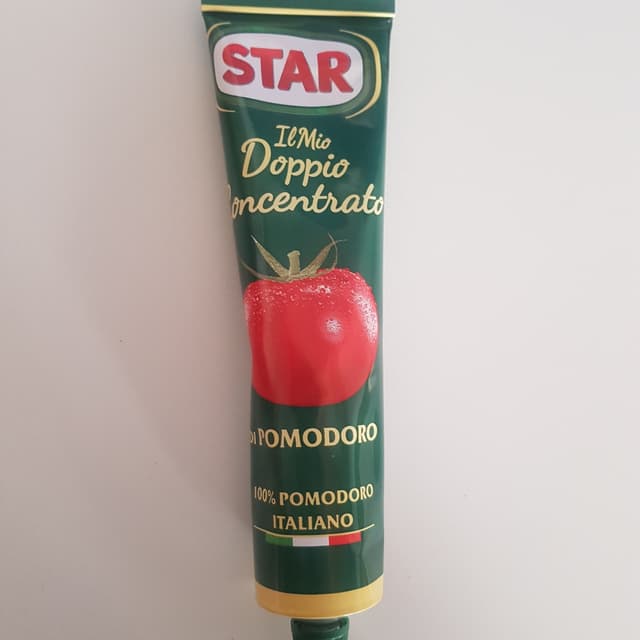 STAR
Il Mio
Doppio
Concentrato
DI POMODORO
100% POMODORO
ITALIANO